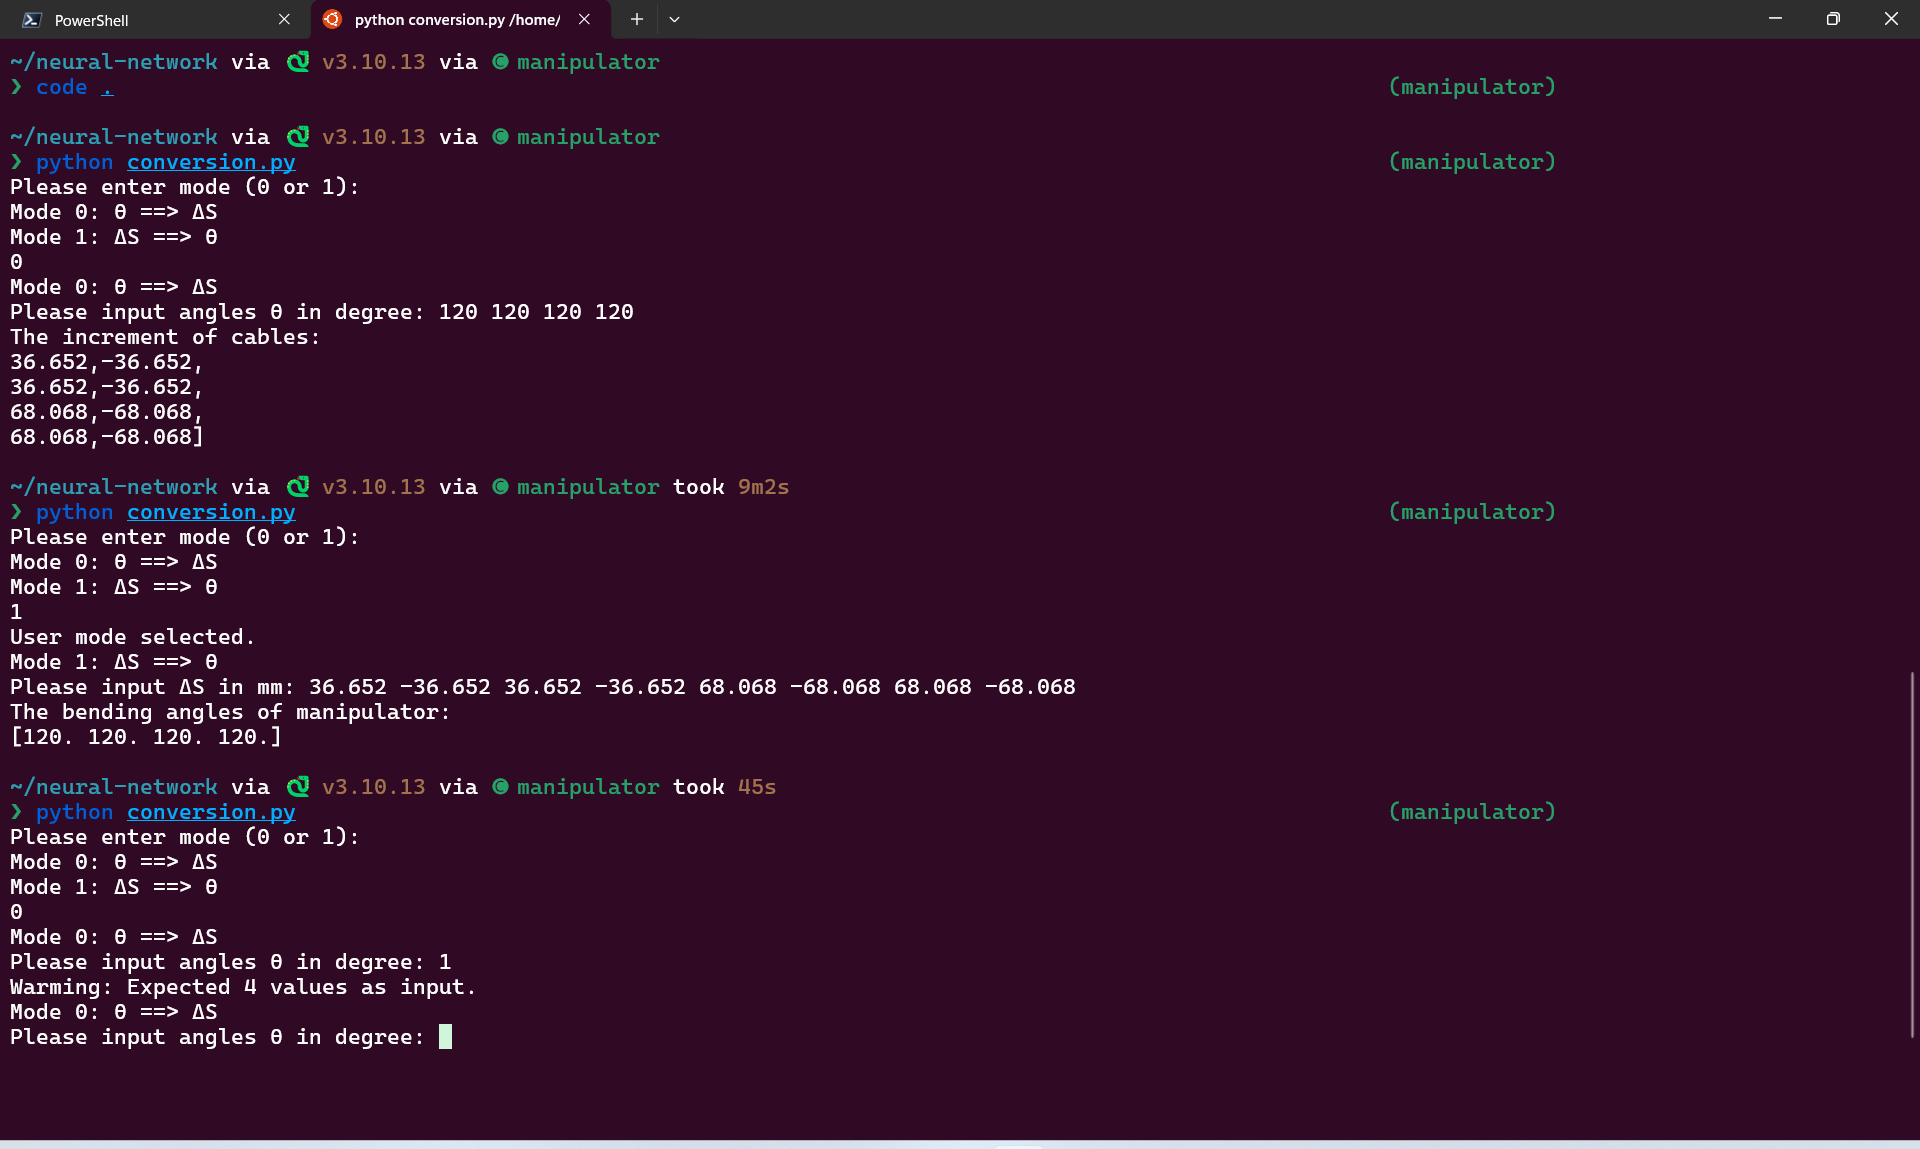 PowerShell
python conversion.py /home/
~/neural-network via v3.10.13 via manipulator
❯ code . (manipulator)
~/neural-network via v3.10.13 via manipulator
❯ python conversion.py (manipulator)
Please enter mode (0 or 1):
Mode 0: θ ==> ΔS
Mode 1: ΔS ==> θ
0
Mode 0: θ ==> ΔS
Please input angles θ in degree: 120 120 120 120
The increment of cables:
36.652,-36.652,
36.652,-36.652,
68.068,-68.068,
68.068,-68.068]
~/neural-network via v3.10.13 via manipulator took 9m2s
❯ python conversion.py (manipulator)
Please enter mode (0 or 1):
Mode 0: θ ==> ΔS
Mode 1: ΔS ==> θ
1
User mode selected.
Mode 1: ΔS ==> θ
Please input ΔS in mm: 36.652 -36.652 36.652 -36.652 68.068 -68.068 68.068 -68.068
The bending angles of manipulator:
[120. 120. 120. 120.]
~/neural-network via v3.10.13 via manipulator took 45s
❯ python conversion.py (manipulator)
Please enter mode (0 or 1):
Mode 0: θ ==> ΔS
Mode 1: ΔS ==> θ
0
Mode 0: θ ==> ΔS
Please input angles θ in degree: 1
Warming: Expected 4 values as input.
Mode 0: θ ==> ΔS
Please input angles θ in degree: